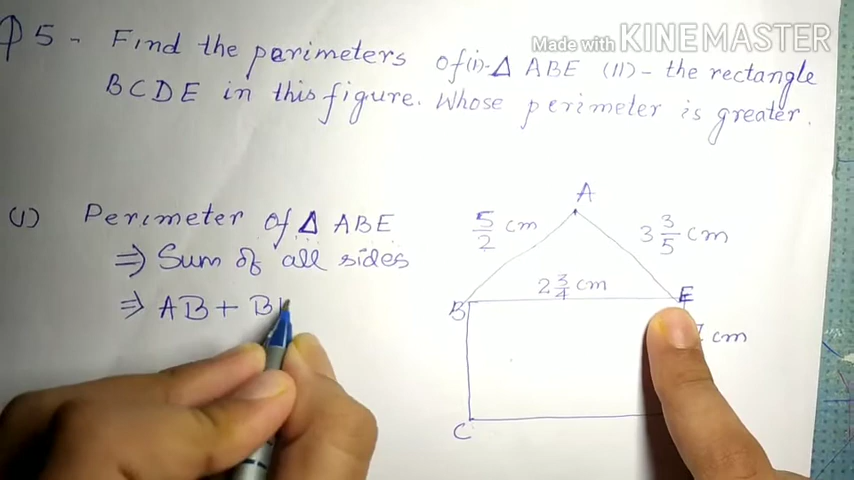 Made with KINEMASTER
Q5- Find the perimeters of (i)- Δ ABE (II)- the rectangle
BCDE in this figure. Whose perimeter is greater.
(1) Perimeter of Δ ABE
⇒ Sum of all sides
⇒ AB + B
A
5/2 cm
3 3/5 cm
2 3/4 cm
B
E
cm
C